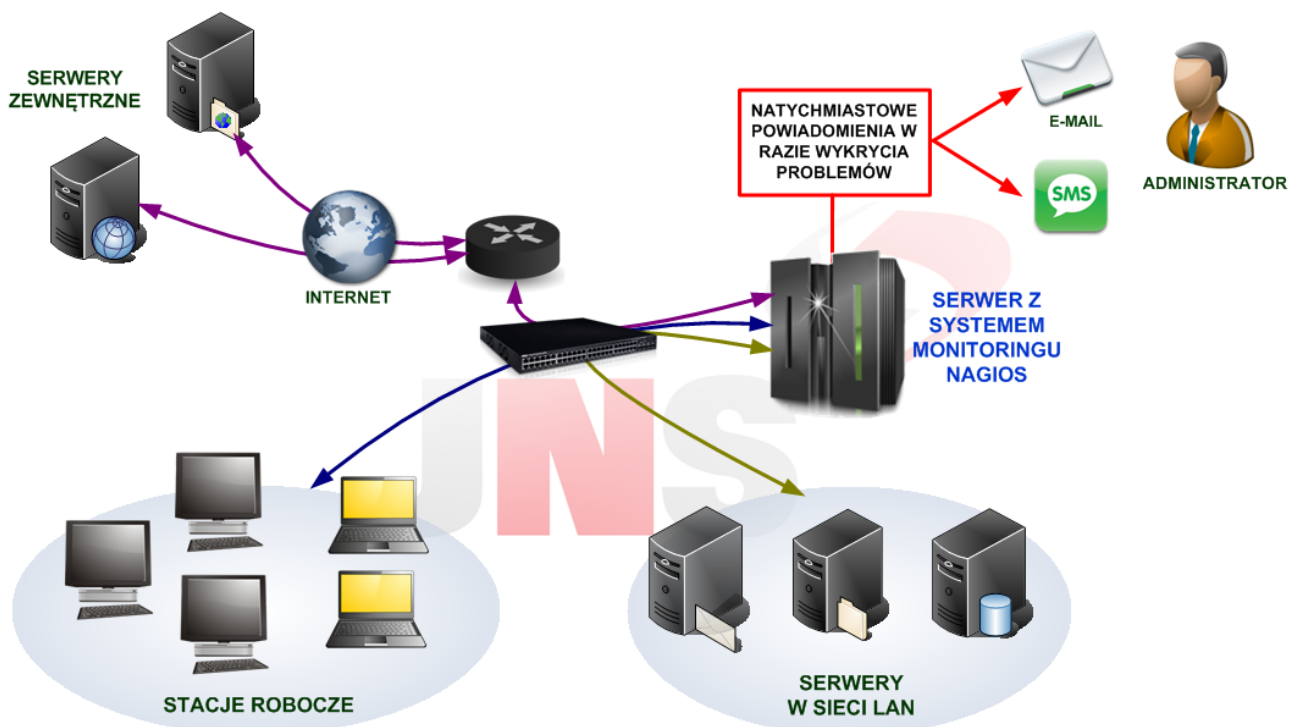 SERWERY
ZEWNĘTRZNE
INTERNET
NATYCHMIASTOWE
POWIADOMIENIA W
RAZIE WYKRYCIA
PROBLEMÓW
E-MAIL
SMS
ADMINISTRATOR
SERWER Z
SYSTEMEM
MONITORINGU
NAGIOS
JNS
STACJE ROBOCZE
SERWERY
W SIECI LAN